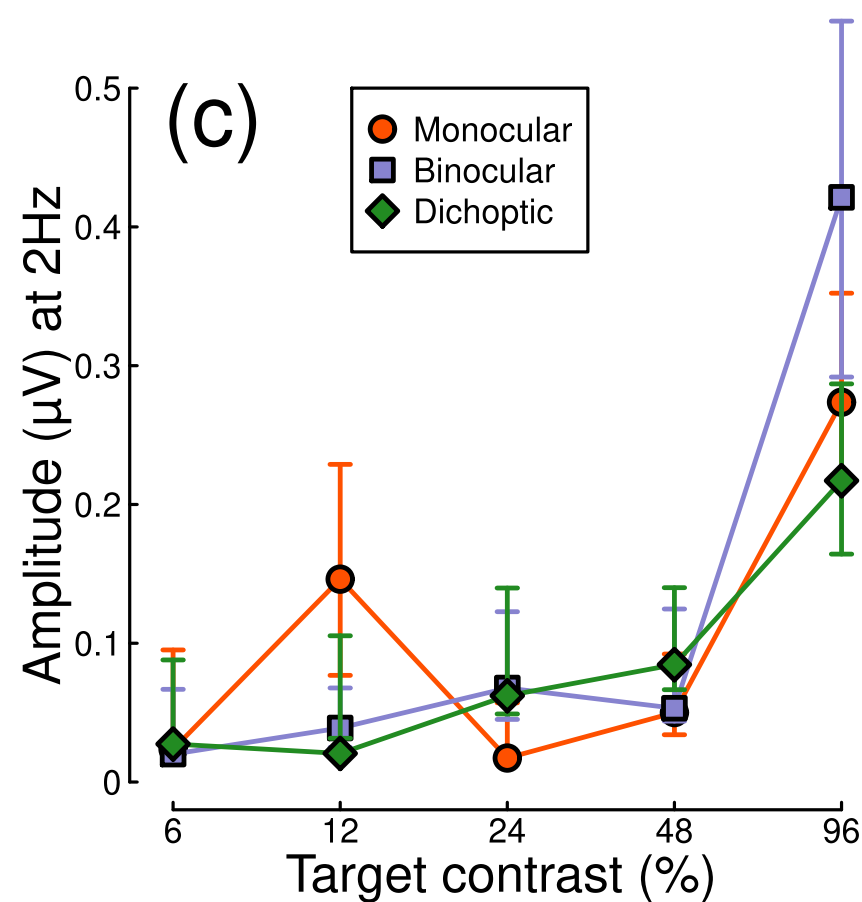 (c)
Monocular
Binocular
Dichoptic
Amplitude (µV) at 2Hz
0.5
0.4
0.3
0.2
0.1
0
6 12 24 48 96
Target contrast (%)